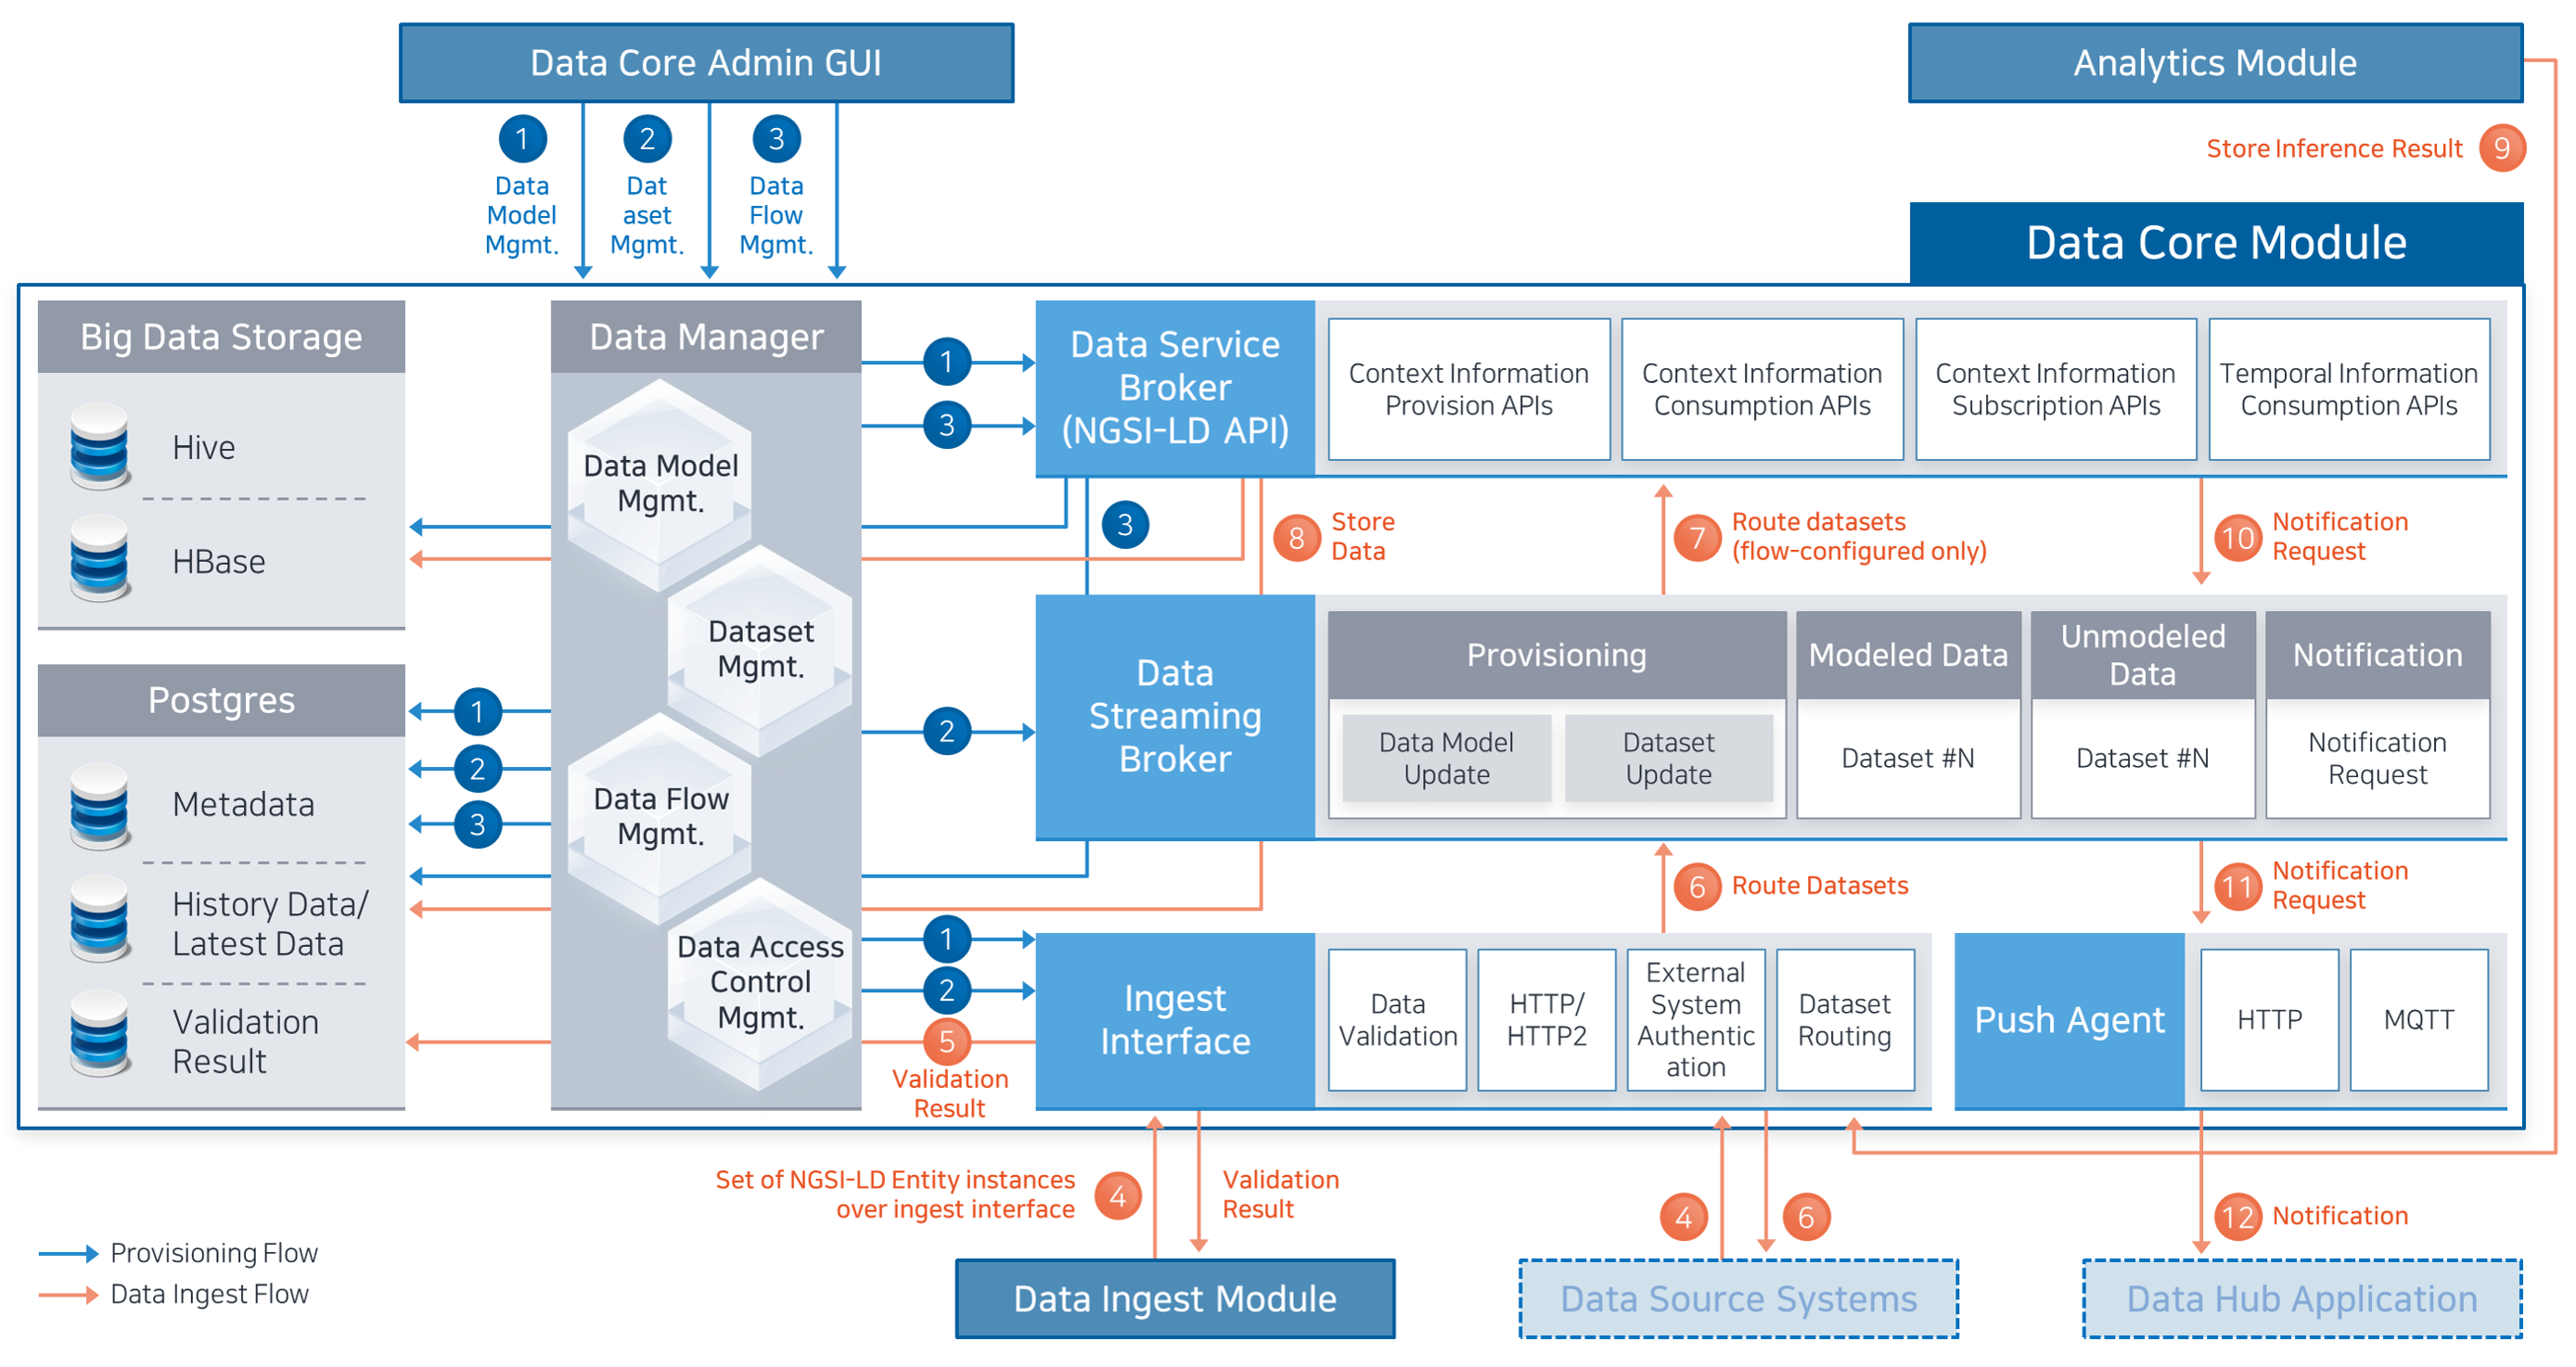 Data Core Admin GUI
Analytics Module
1
2
3
Data
Model
Mgmt.
Dat
aset
Mgmt.
Data
Flow
Mgmt.
Store Inference Result 9
Data Core Module
Big Data Storage
Hive
HBase
Postgres
Metadata
History Data/
Latest Data
Validation
Result
1
2
3
Data Manager
Data Model
Mgmt.
Dataset
Mgmt.
Data Flow
Mgmt.
Data Access
Control
Mgmt.
1
3
2
1
2
5
Validation
Result
Data Service
Broker
(NGSI-LD API)
Context Information
Provision APIs
Context Information
Consumption APIs
Context Information
Subscription APIs
Temporal Information
Consumption APIs
3
8
Store
Data
7
Route datasets
(flow-configured only)
10
Notification
Request
Data
Streaming
Broker
Provisioning
Data Model
Update
Dataset
Update
Modeled Data
Dataset #N
Unmodeled
Data
Dataset #N
Notification
Notification
Request
6
Route Datasets
11
Notification
Request
Ingest
Interface
Data
Validation
HTTP/
HTTP2
External
System
Authentic
ation
Dataset
Routing
Push Agent
HTTP
MQTT
Set of NGSI-LD Entity instances
over ingest interface
4
Validation
Result
4
6
12
Notification
Provisioning Flow
Data Ingest Flow
Data Ingest Module
Data Source Systems
Data Hub Application